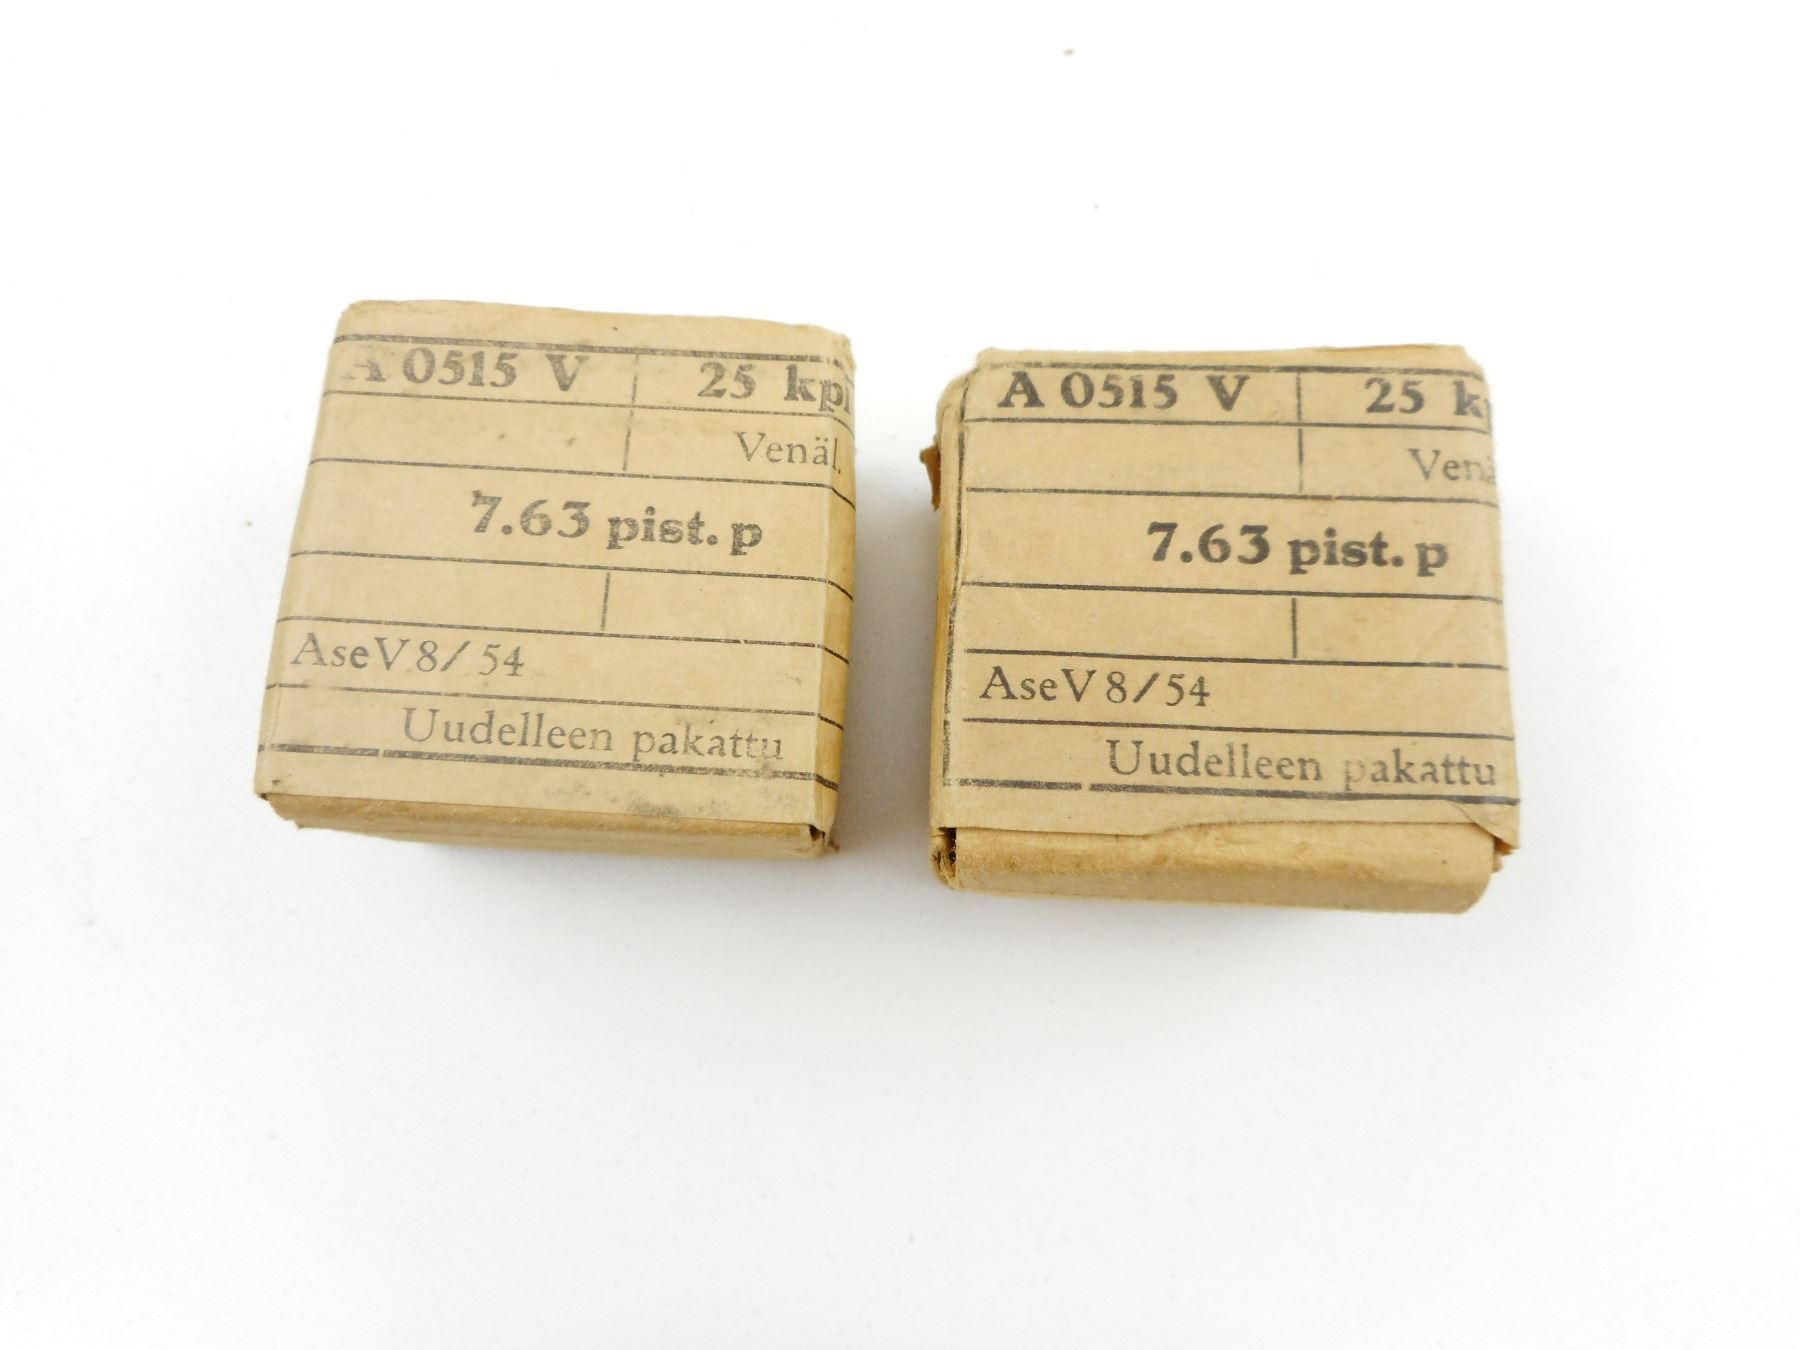 A 0515 V 25 kpl
Venäl.
7.63 pist. p
AseV 8/54
Uudelleen pakattu
A 0515 V 25 k
Venä
7.63 pist. p
AseV 8/54
Uudelleen pakattu